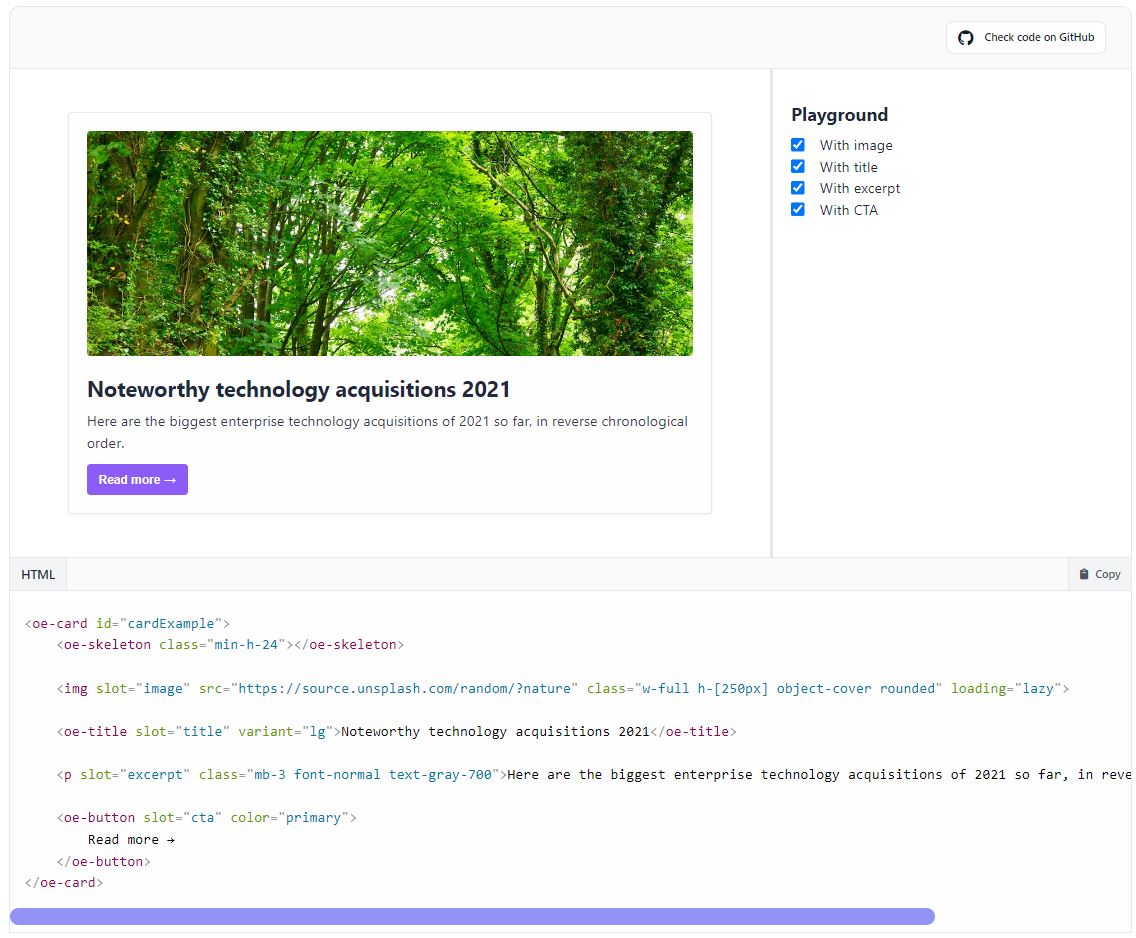 Check code on GitHub
Playground
With image
With title
With excerpt
With CTA
Noteworthy technology acquisitions 2021
Here are the biggest enterprise technology acquisitions of 2021 so far, in reverse chronological
order.
Read more →
HTML
Copy
<oe-card id="cardExample">
    <oe-skeleton class="min-h-24"></oe-skeleton>
    <img slot="image" src="https://source.unsplash.com/random/?nature" class="w-full h-[250px] object-cover rounded" loading="lazy">
    <oe-title slot="title" variant="lg">Noteworthy technology acquisitions 2021</oe-title>
    <p slot="excerpt" class="mb-3 font-normal text-gray-700">Here are the biggest enterprise technology acquisitions of 2021 so far, in reve
    <oe-button slot="cta" color="primary">
        Read more →
    </oe-button>
</oe-card>